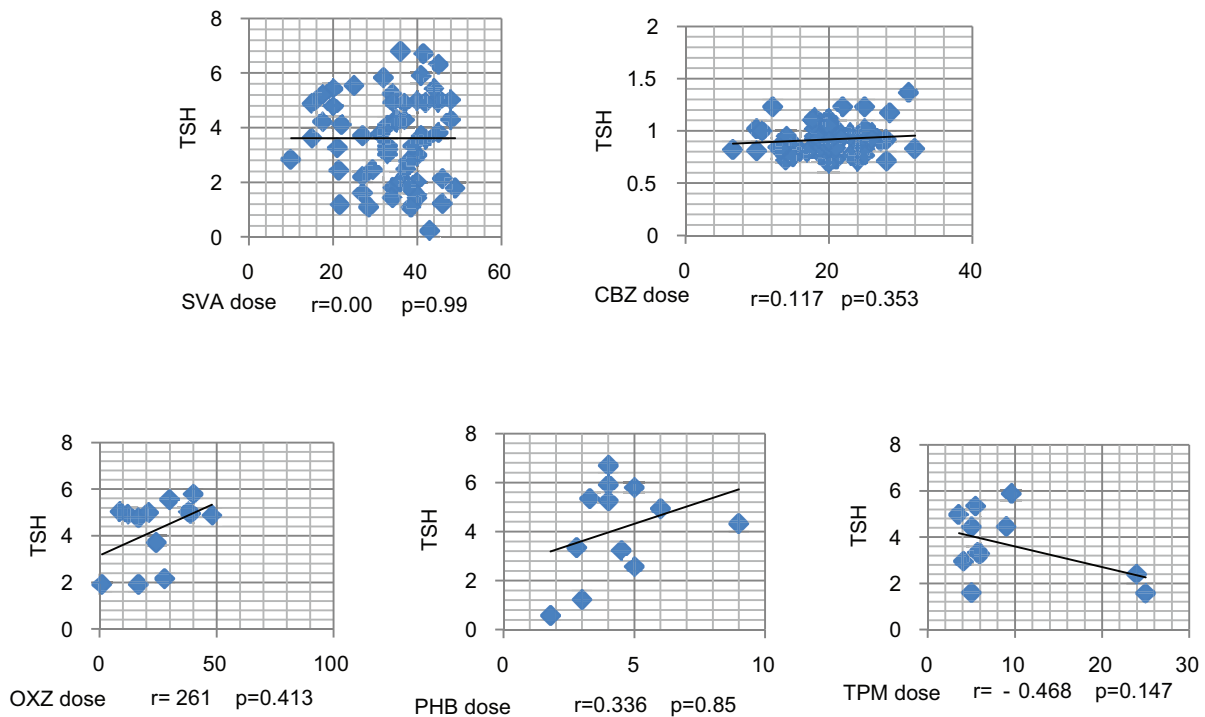 8
6
4
2
0
TSH
0 20 40 60
SVA dose r=0.00 p=0.99
2
1.5
1
0.5
0
TSH
0 20 40
CBZ dose r=0.117 p=0.353
8
6
4
2
0
TSH
0 50 100
OXZ dose r= 261 p=0.413
8
6
4
2
0
TSH
0 5 10
PHB dose r=0.336 p=0.85
8
6
4
2
0
TSH
0 10 20 30
TPM dose r= - 0.468 p=0.147